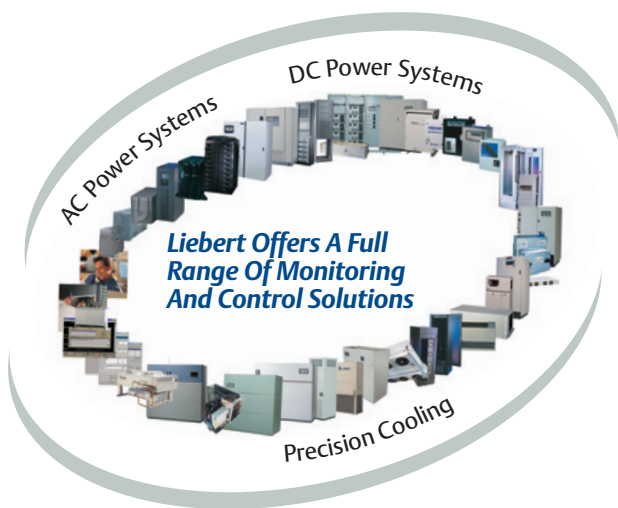 DC Power Systems
AC Power Systems
Liebert Offers A Full
Range Of Monitoring
And Control Solutions
Precision Cooling